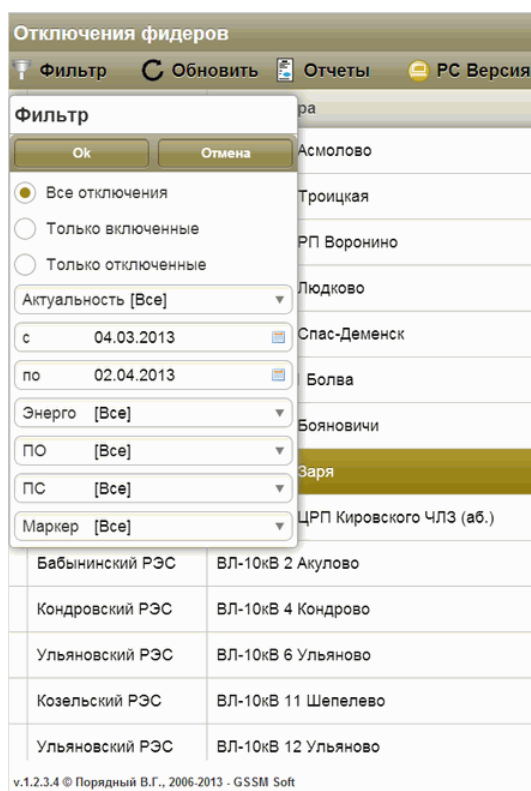 Отключения фидеров
Фильтр Обновить Отчеты РС Версия
ра
Фильтр
Ok Отмена
Асмолово
Все отключения
Троицкая
Только включенные
РП Воронино
Только отключенные
Людково
Актуальность [Все]
с 04.03.2013
Спас-Деменск
по 02.04.2013
Болва
Энерго [Все]
Бояновичи
ПО [Все]
Заря
ПС [Все]
ЦРП Кировского ЧЛЗ (аб.)
Маркер [Все]
Бабынинский РЭС ВЛ-10кВ 2 Акулово
Кондровский РЭС ВЛ-10кВ 4 Кондрово
Ульяновский РЭС ВЛ-10кВ 6 Ульяново
Козельский РЭС ВЛ-10кВ 11 Шепелево
Ульяновский РЭС ВЛ-10кВ 12 Ульяново
v.1.2.3.4 © Порядный В.Г., 2006-2013 - GSSM Soft